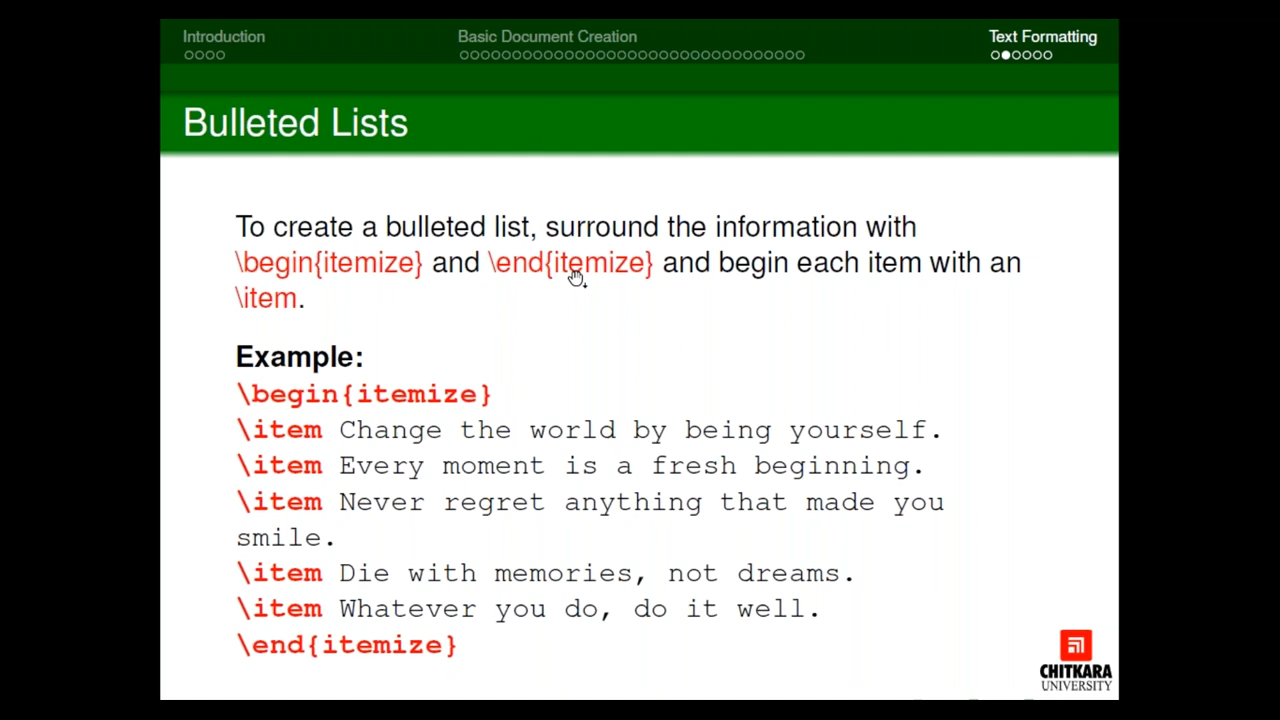 Introduction Basic Document Creation Text Formatting
Bulleted Lists
To create a bulleted list, surround the information with
\begin{itemize} and \end{itemize} and begin each item with an
\item.
Example:
\begin{itemize}
\item Change the world by being yourself.
\item Every moment is a fresh beginning.
\item Never regret anything that made you
smile.
\item Die with memories, not dreams.
\item Whatever you do, do it well.
\end{itemize}
CHITKARA
UNIVERSITY